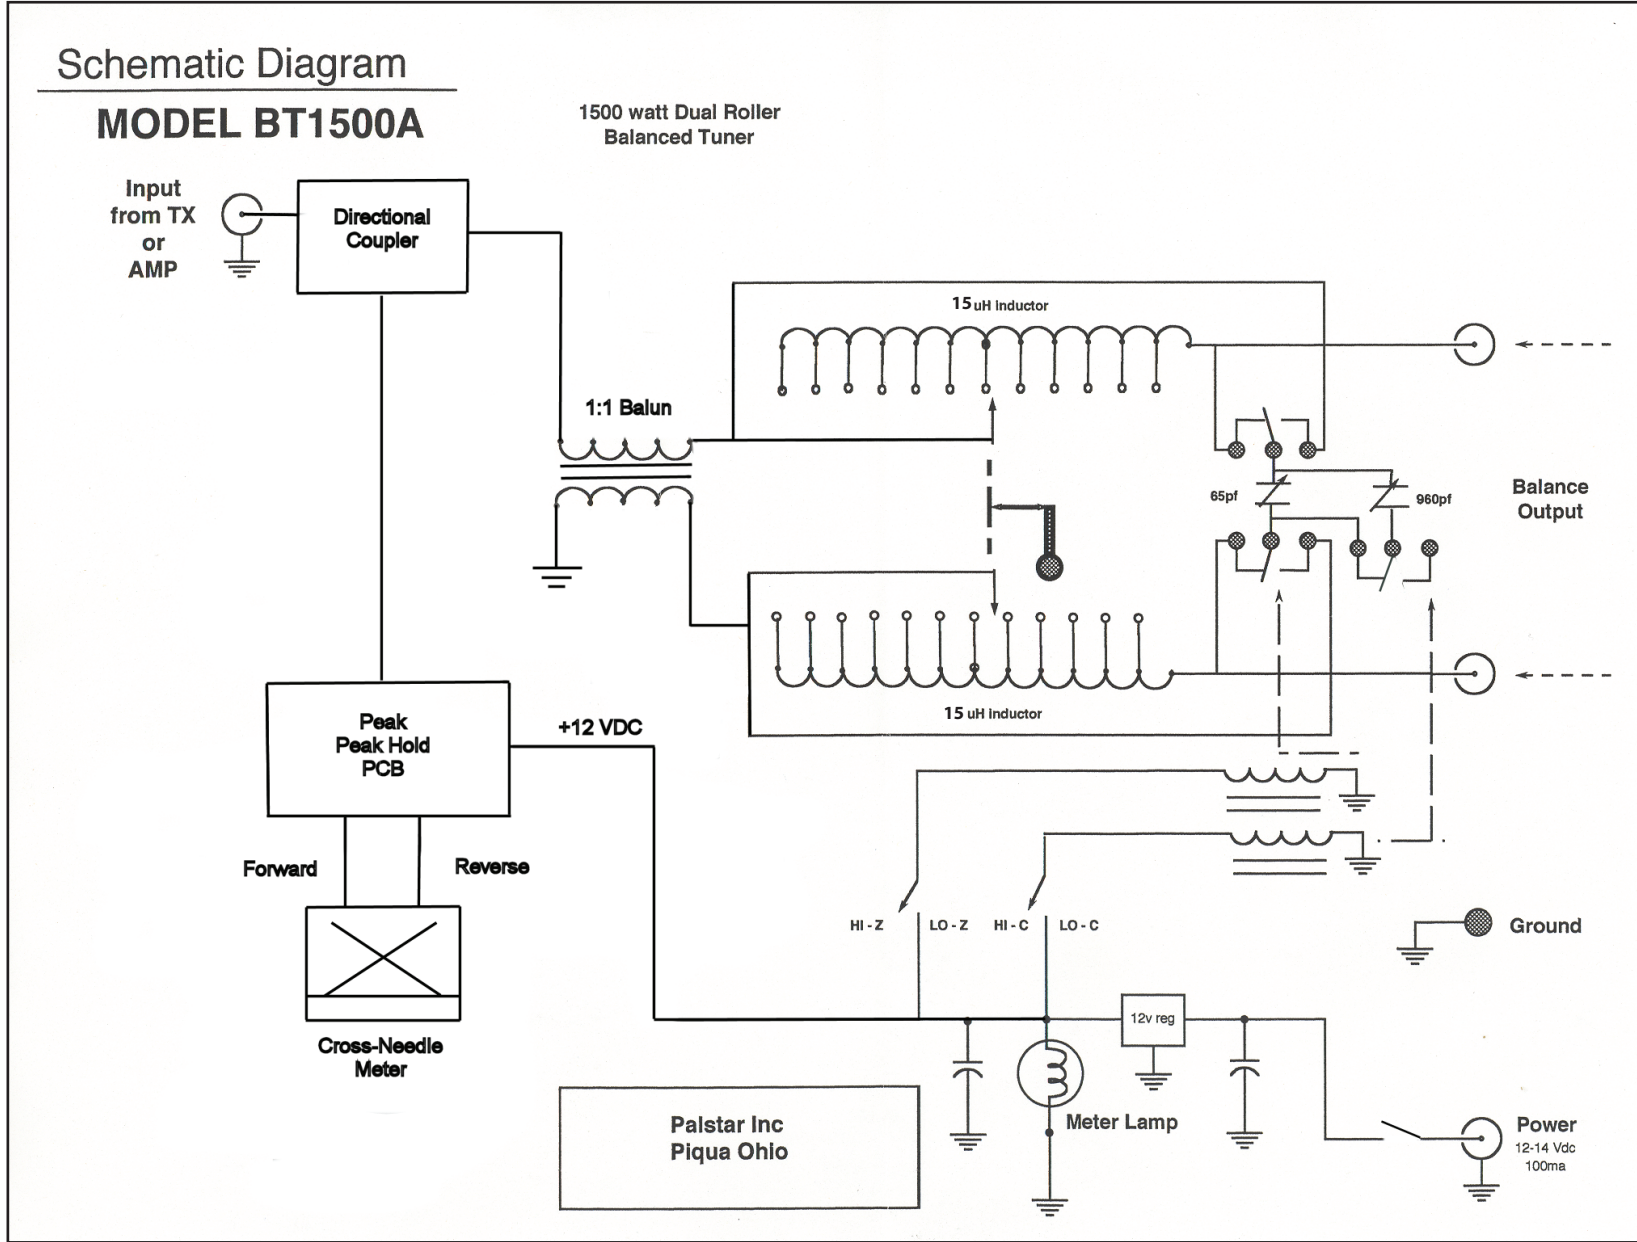 Schematic Diagram
MODEL BT1500A
1500 watt Dual Roller
Balanced Tuner
Input
from TX
or
AMP
Directional
Coupler
15 uH inductor
1:1 Balun
65pf
960pf
Balance
Output
15 uH inductor
Peak
Peak Hold
PCB
+12 VDC
Forward
Reverse
HI - Z
LO - Z
HI - C
LO - C
Ground
12v reg
Cross-Needle
Meter
Meter Lamp
Palstar Inc
Piqua Ohio
Power
12-14 Vdc
100ma